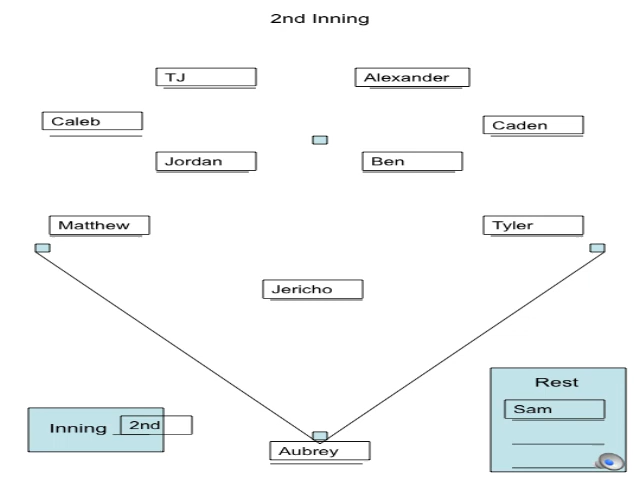 2nd Inning
TJ
Alexander
Caleb
Caden
Jordan
Ben
Matthew
Tyler
Jericho
Rest
Sam
Inning 2nd
Aubrey